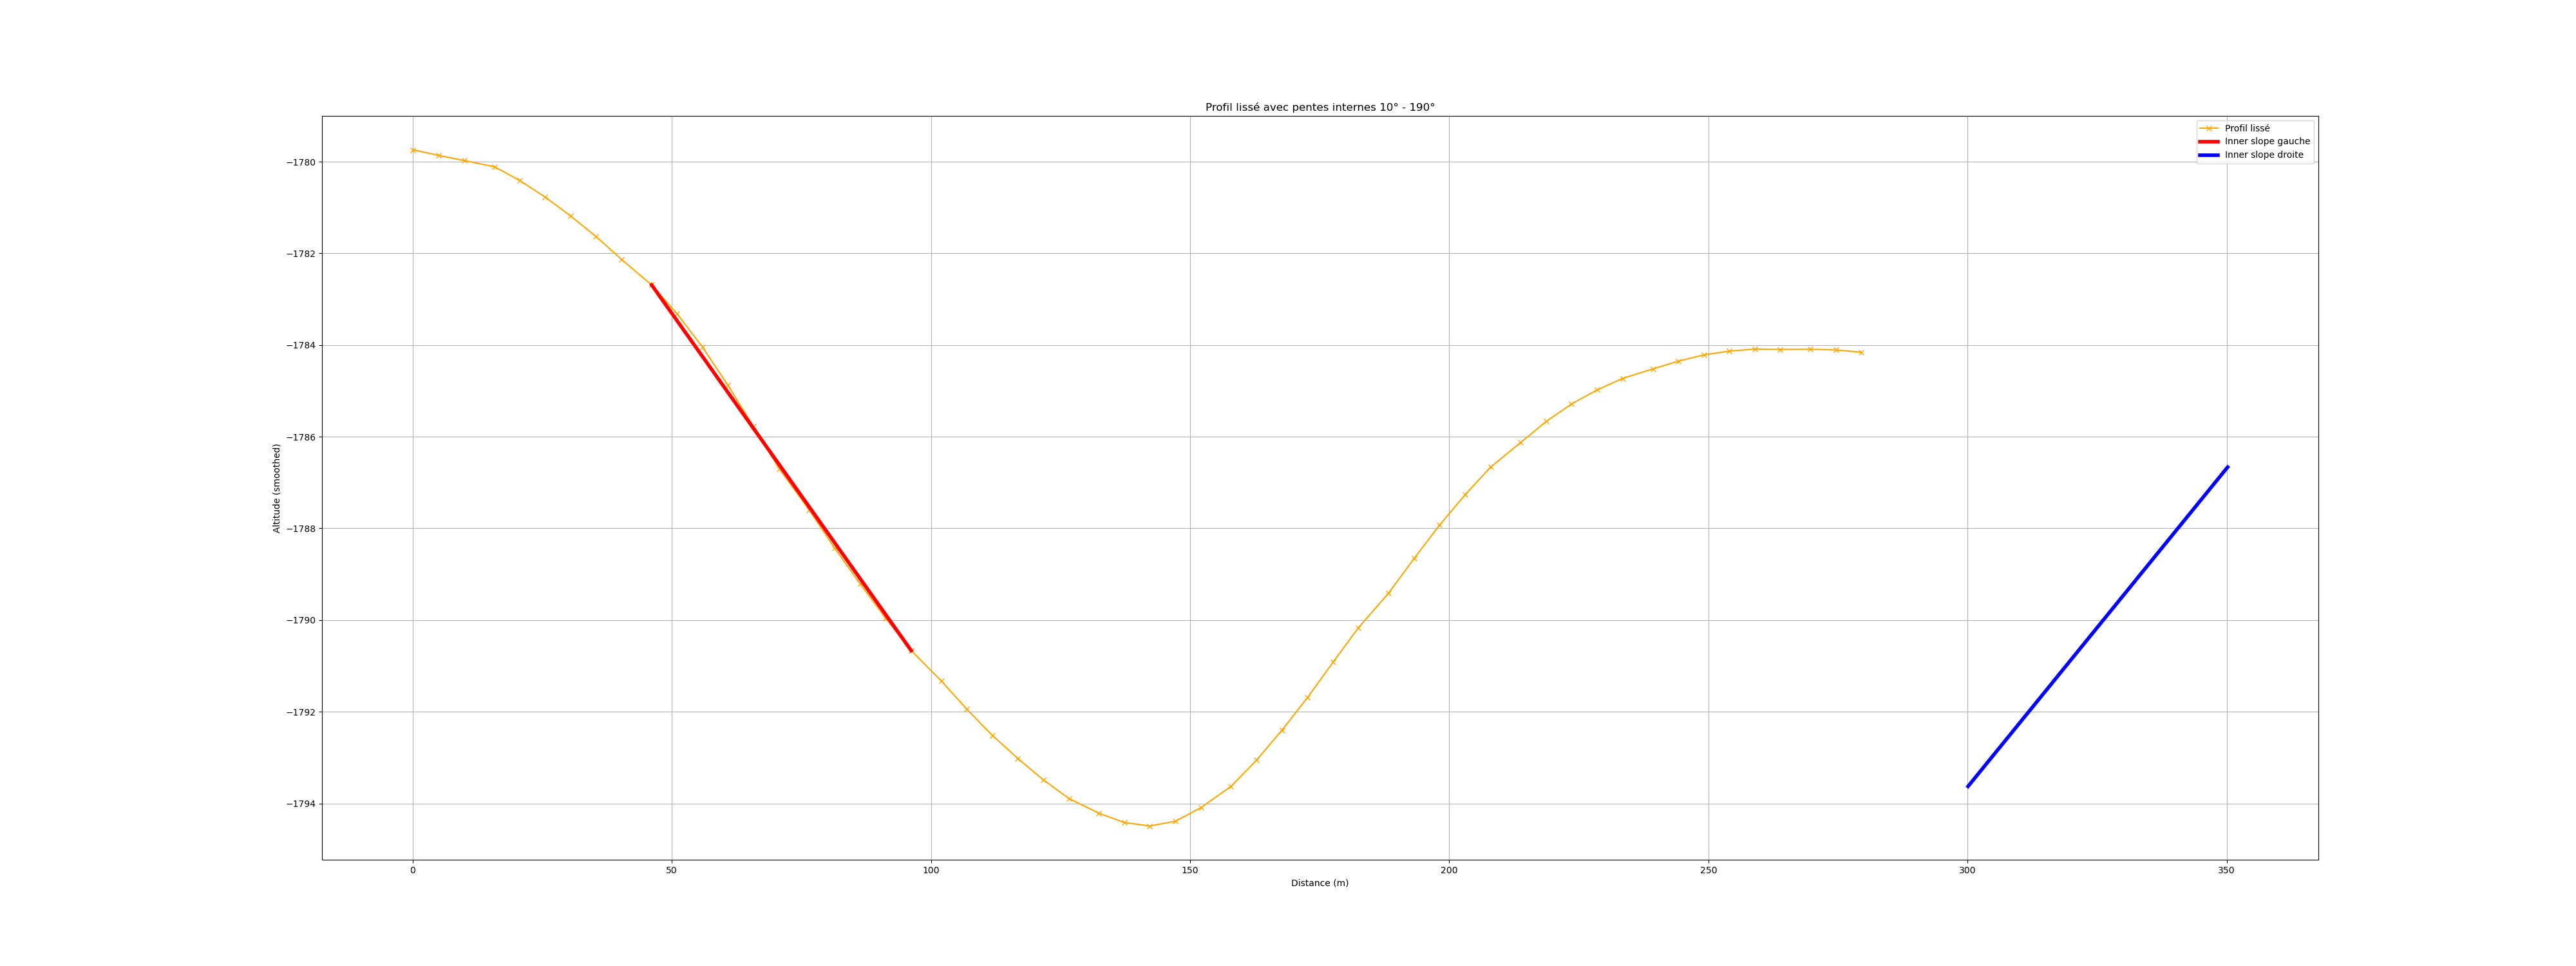 Profil lissé avec pentes internes 10° - 190°
Profil lissé
Inner slope gauche
Inner slope droite
Altitude (smoothed)
−1780
−1782
−1784
−1786
−1788
−1790
−1792
−1794
0
50
100
150
200
250
300
350
Distance (m)